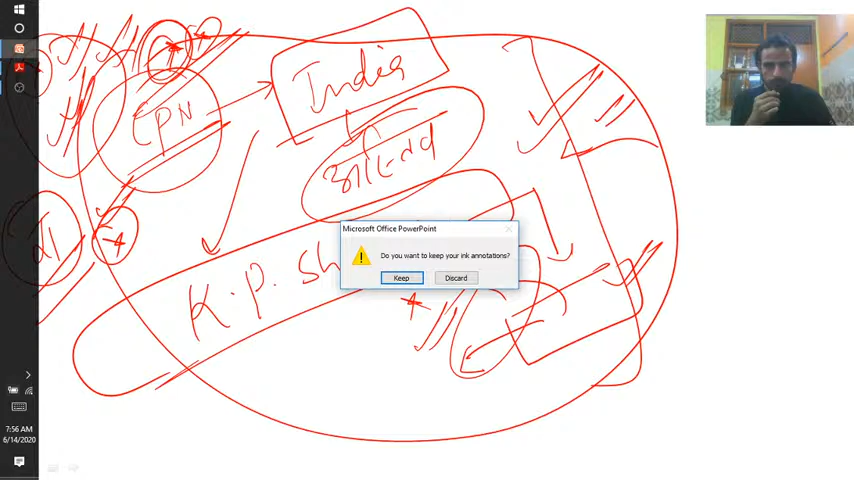 India
CPN
K.P. Sh
Microsoft Office PowerPoint
Do you want to keep your ink annotations?
Keep
Discard
7:56 AM
6/14/2020